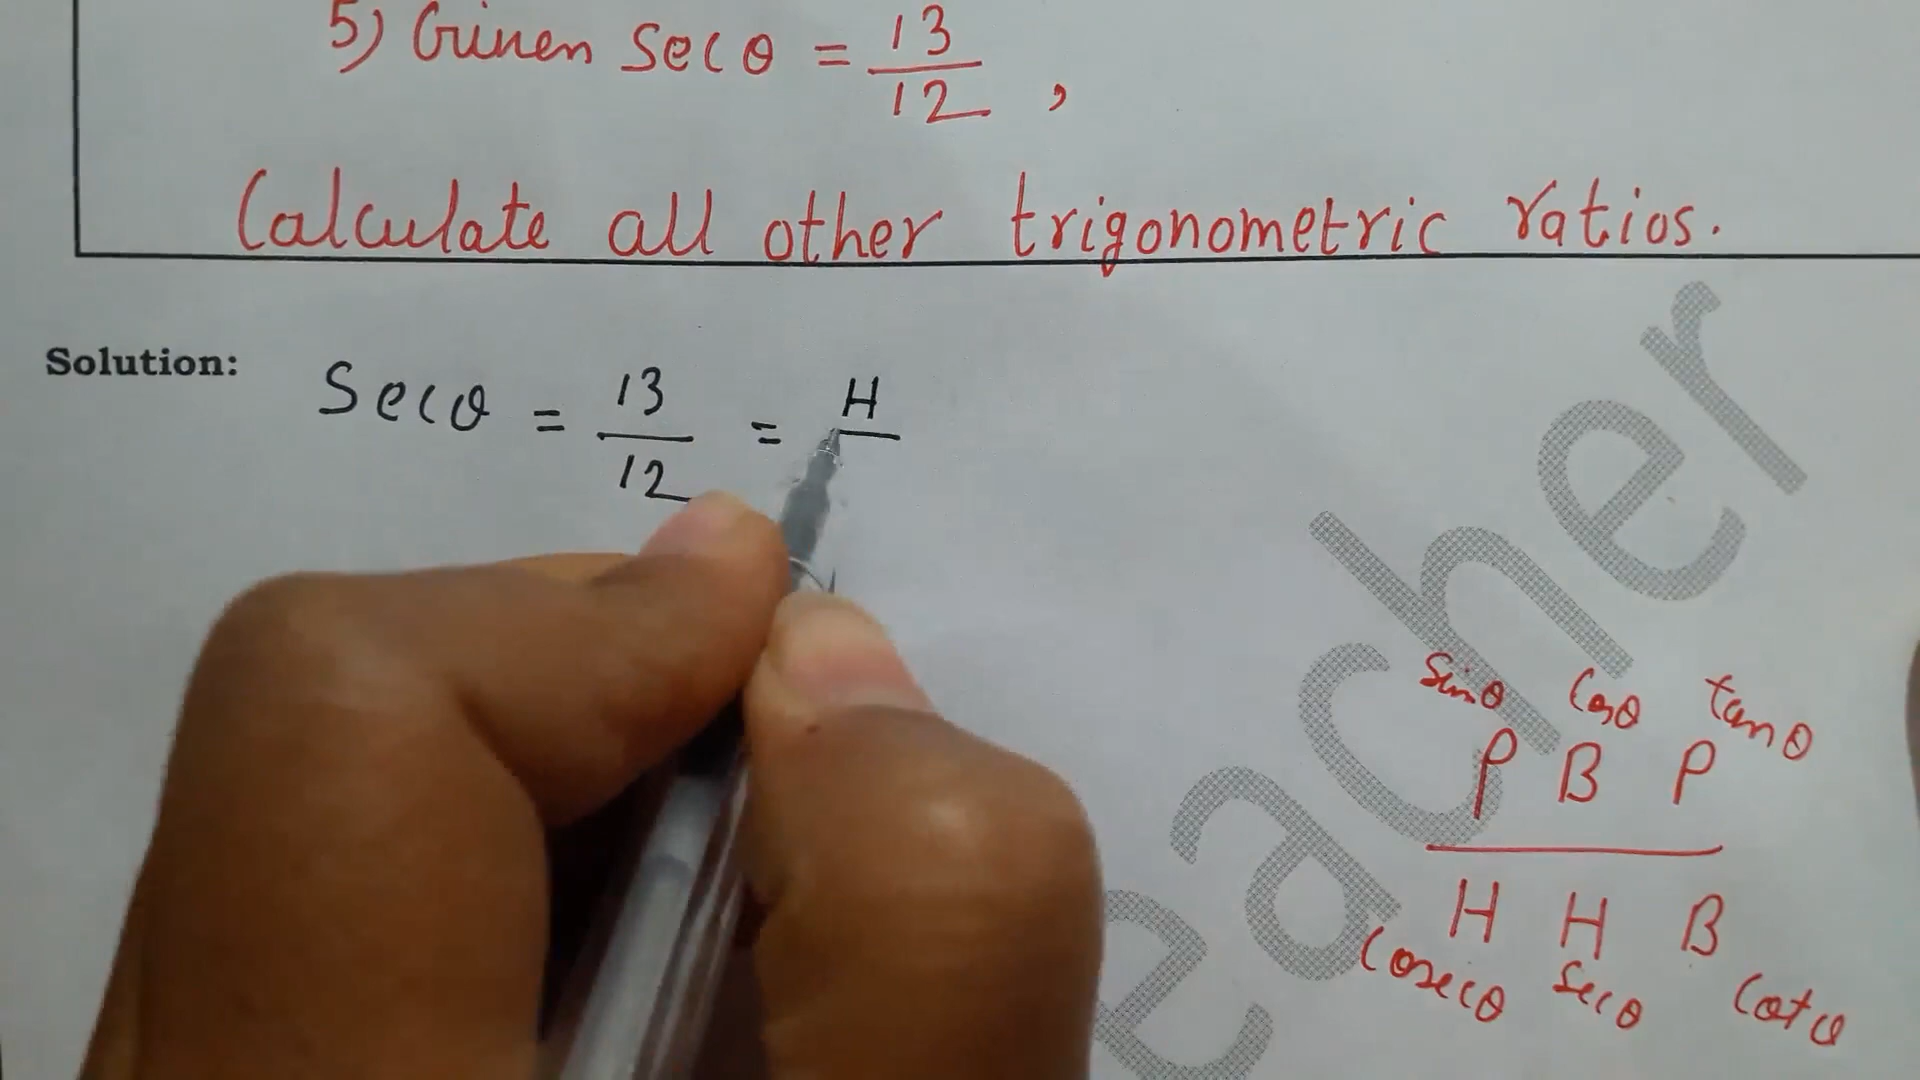 5) Given Sec θ = 13/12 ,
Calculate all other trigonometric ratios.
Solution: Sec θ = 13/12 = H
sin θ Cos θ tan θ
P B P
H H B
Cosec θ Sec θ Cot θ
eacher